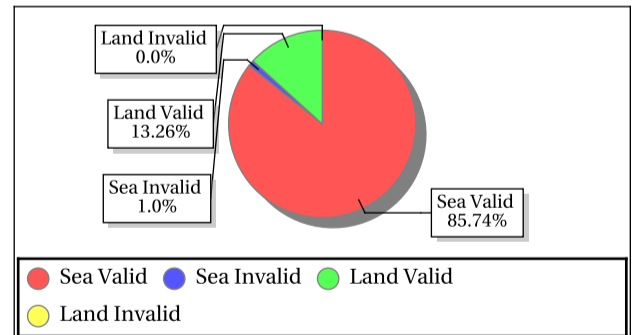 Land Invalid
0.0%
Land Valid
13.26%
Sea Invalid
1.0%
Sea Valid
85.74%
Sea Valid Sea Invalid Land Valid
Land Invalid